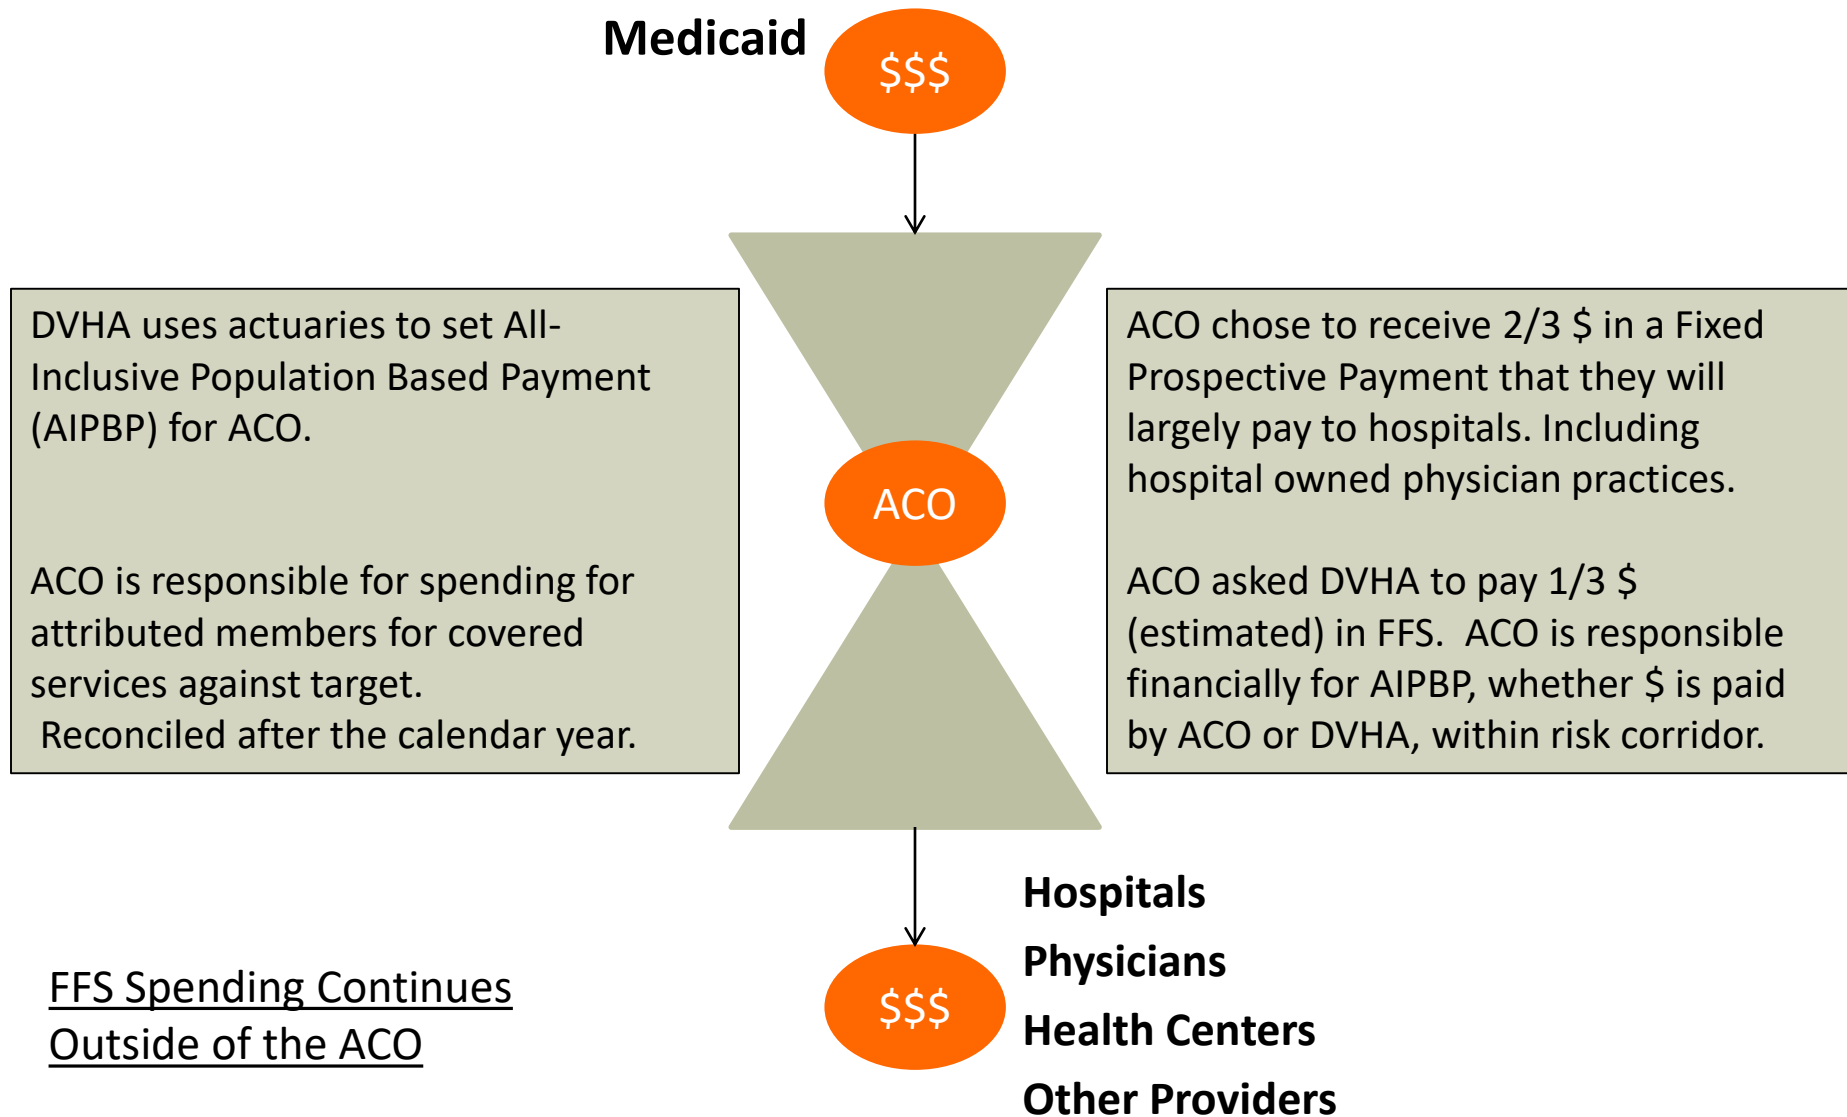 Medicaid
$$$
DVHA uses actuaries to set All-
Inclusive Population Based Payment
(AIPBP) for ACO.
ACO is responsible for spending for
attributed members for covered
services against target.
Reconciled after the calendar year.
ACO
ACO chose to receive 2/3 $ in a Fixed
Prospective Payment that they will
largely pay to hospitals. Including
hospital owned physician practices.
ACO asked DVHA to pay 1/3 $
(estimated) in FFS.  ACO is responsible
financially for AIPBP, whether $ is paid
by ACO or DVHA, within risk corridor.
FFS Spending Continues
Outside of the ACO
$$$
Hospitals
Physicians
Health Centers
Other Providers